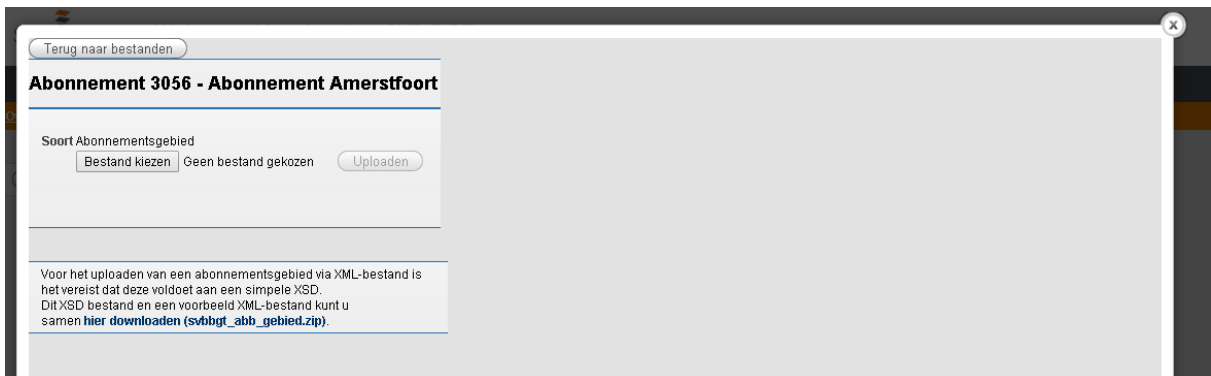 x
Terug naar bestanden
Abonnement 3056 - Abonnement Amerstfoort
Soort Abonnementsgebied
Bestand kiezen Geen bestand gekozen Uploaden
Voor het uploaden van een abonnementsgebied via XML-bestand is
het vereist dat deze voldoet aan een simpele XSD.
Dit XSD bestand en een voorbeeld XML-bestand kunt u
samen hier downloaden (svbbgt_abb_gebied.zip).